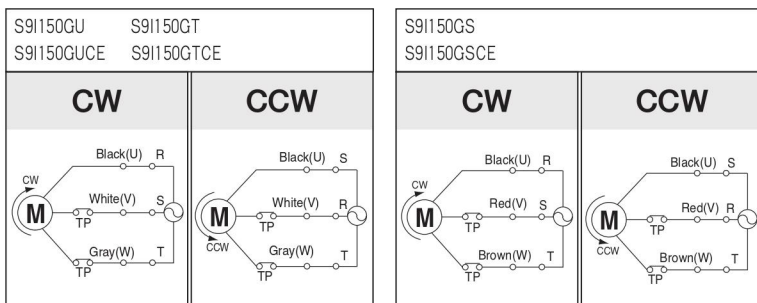 S9I150GU S9I150GT
S9I150GUCE S9I150GTCE
CW CCW
Black(U) R
CW
White(V) S
M
TP
Gray(W) T
TP
Black(U) S
White(V) R
M
TP
CCW
Gray(W) T
TP
S9I150GS
S9I150GSCE
CW CCW
Black(U) R
CW
Red(V) S
M
TP
Brown(W) T
TP
Black(U) S
Red(V) R
M
TP
CCW
Brown(W) T
TP